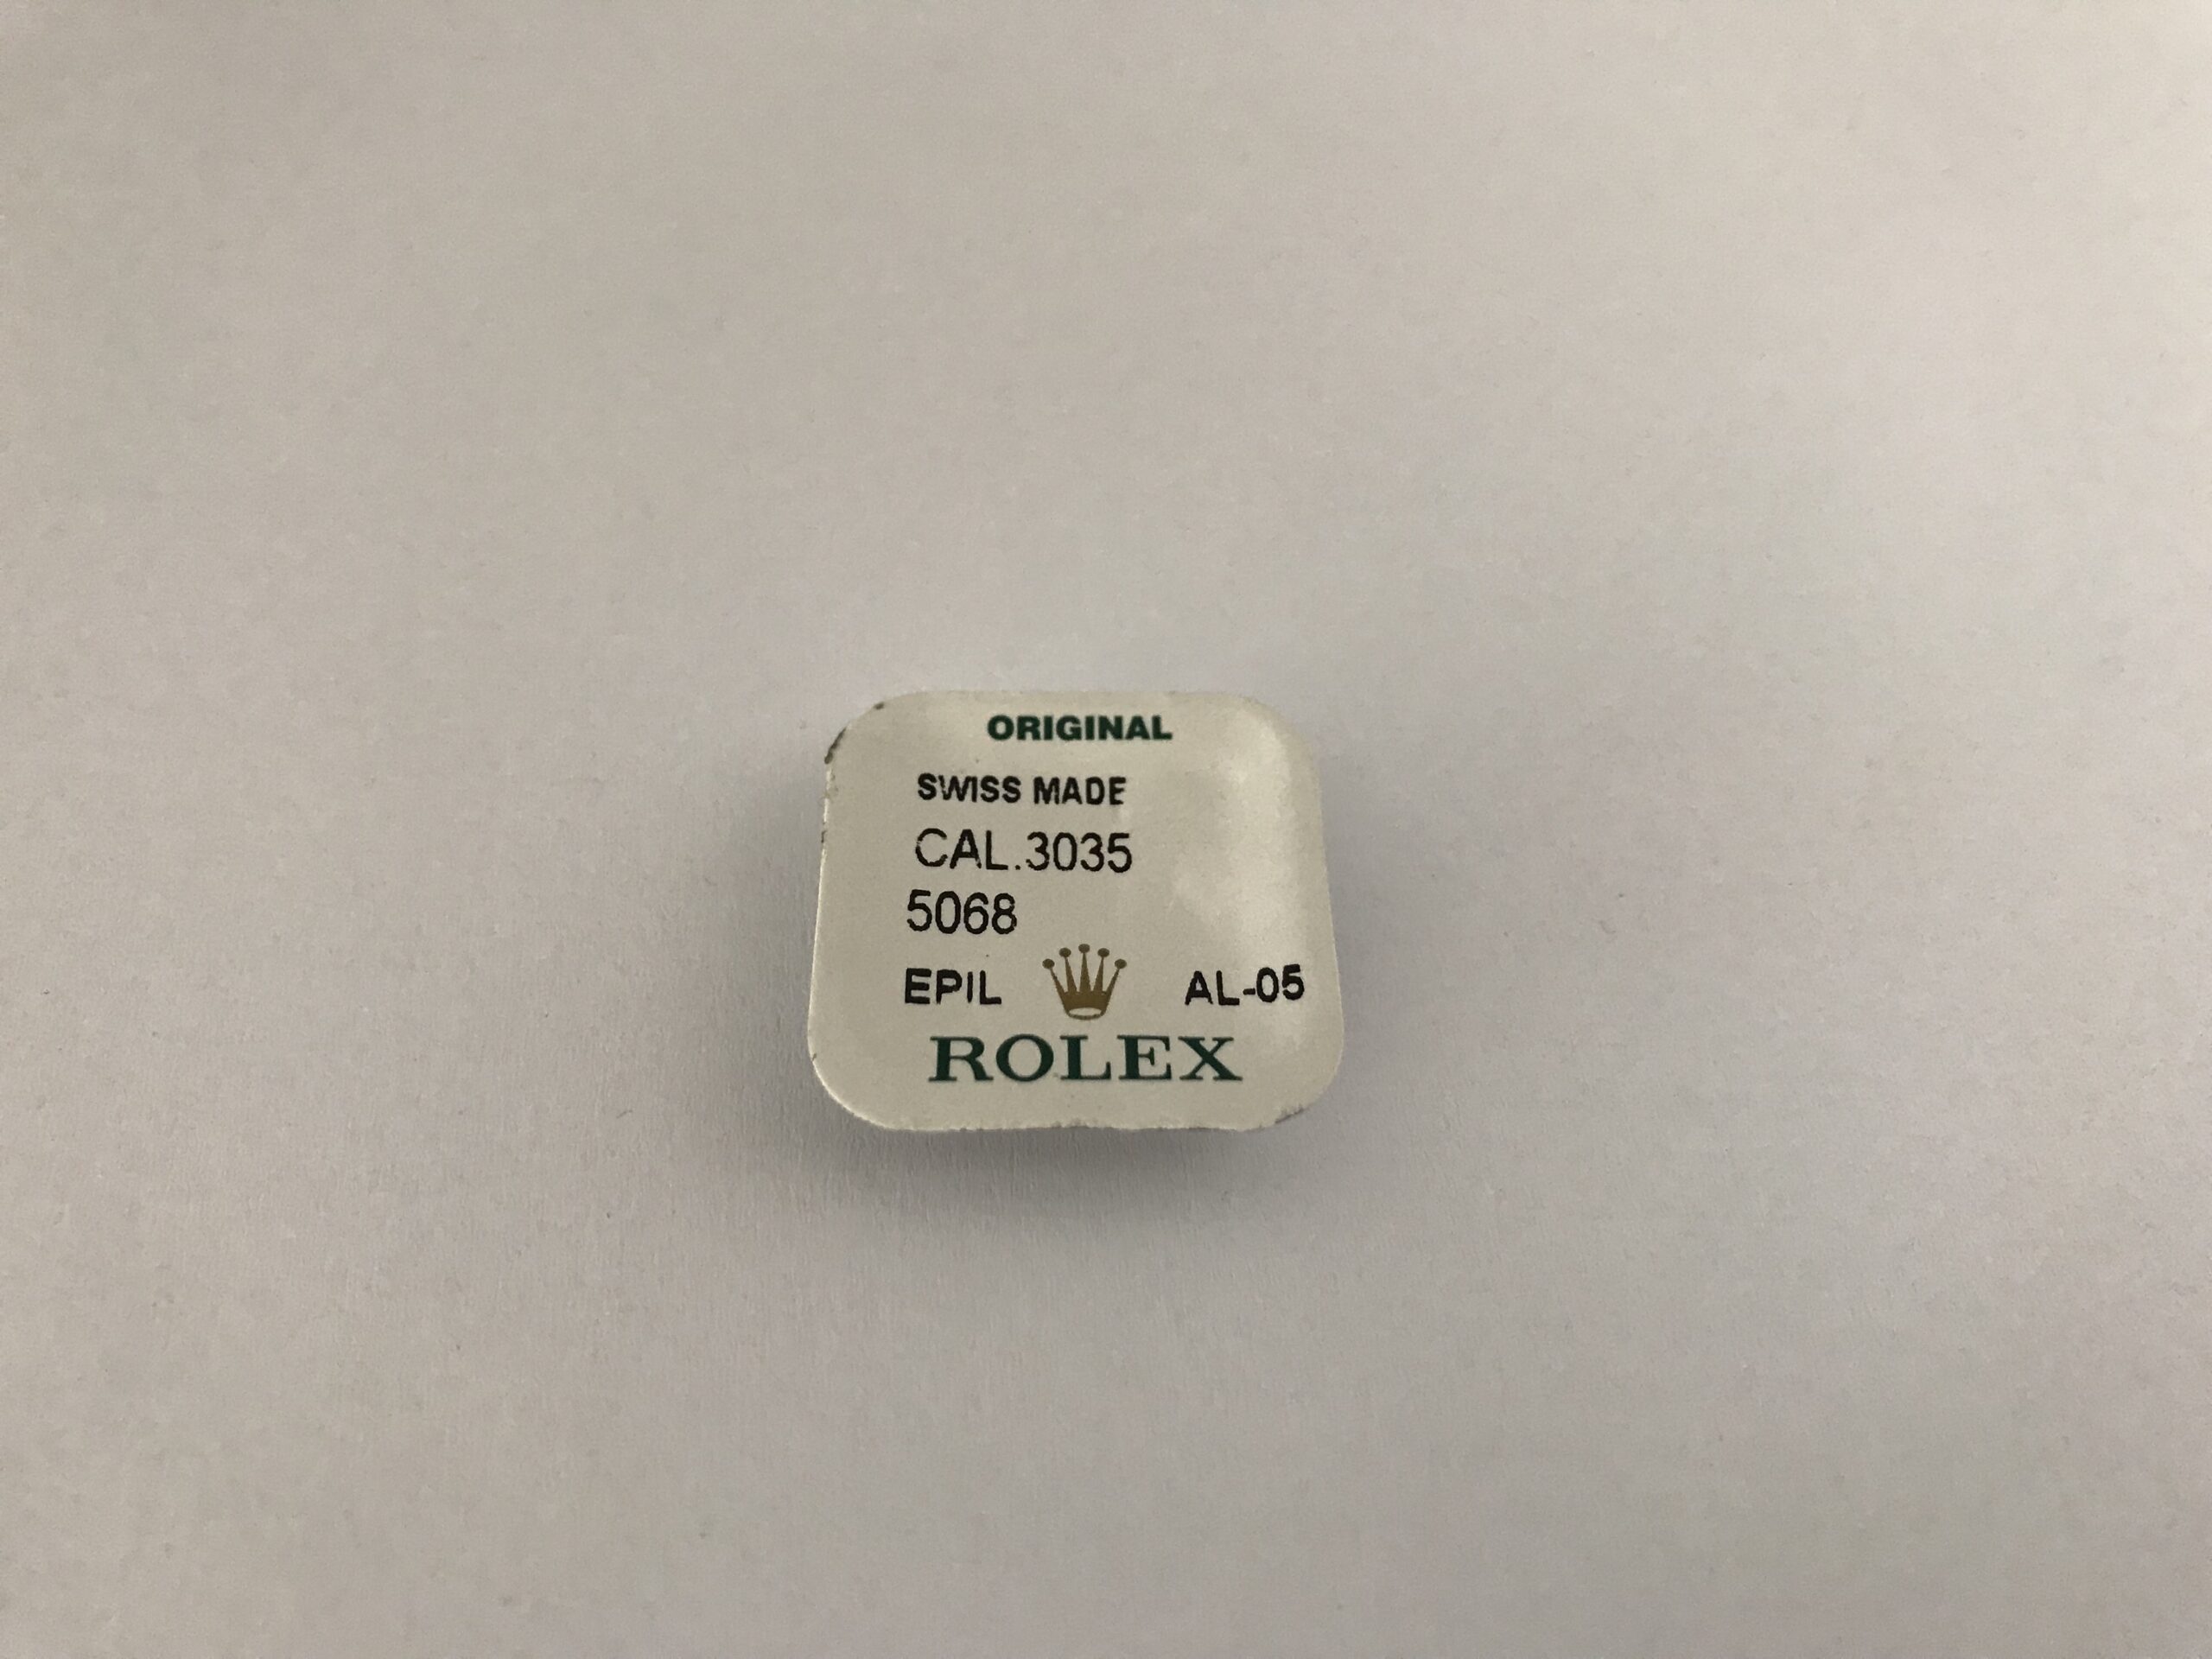 ORIGINAL
SWISS MADE
CAL.3035
5068
EPIL AL-05
ROLEX